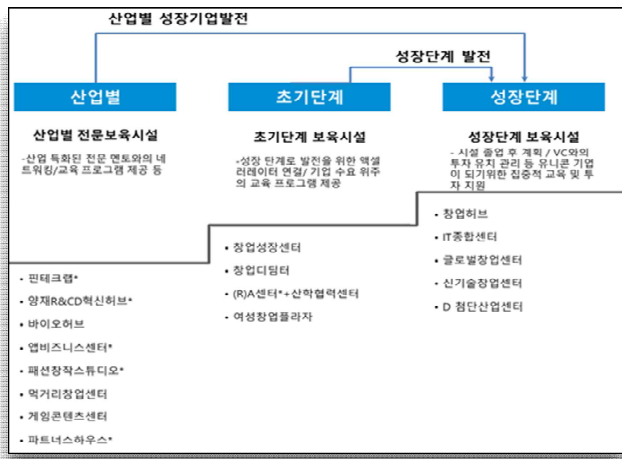 산업별 성장기업발전
성장단계 발전
산업별
초기단계
성장단계
산업별 전문보육시설
-산업 특화된 전문 멘토와의 네
트워킹/교육 프로그램 제공 등
초기단계 보육시설
-성장 단계로 발전을 위한 액셀
러레이터 연결/ 기업 수요 위주
의 교육 프로그램 제공
성장단계 보육시설
- 시설 졸업 후 계획 / VC와의
투자 유치 관리 등 유니콘 기업
이 되기위한 집중적 교육 및 투
자 지원
• 핀테크랩*
• 양재R&CD혁신허브*
• 바이오허브
• 앱비즈니스센터*
• 패션창작스튜디오*
• 먹거리창업센터
• 게임콘텐츠센터
• 파트너스하우스*
• 창업성장센터
• 창업디딤터
• (R)A센터*+산학협력센터
• 여성창업플라자
• 창업허브
• IT종합센터
• 글로벌창업센터
• 신기술창업센터
• D 첨단산업센터